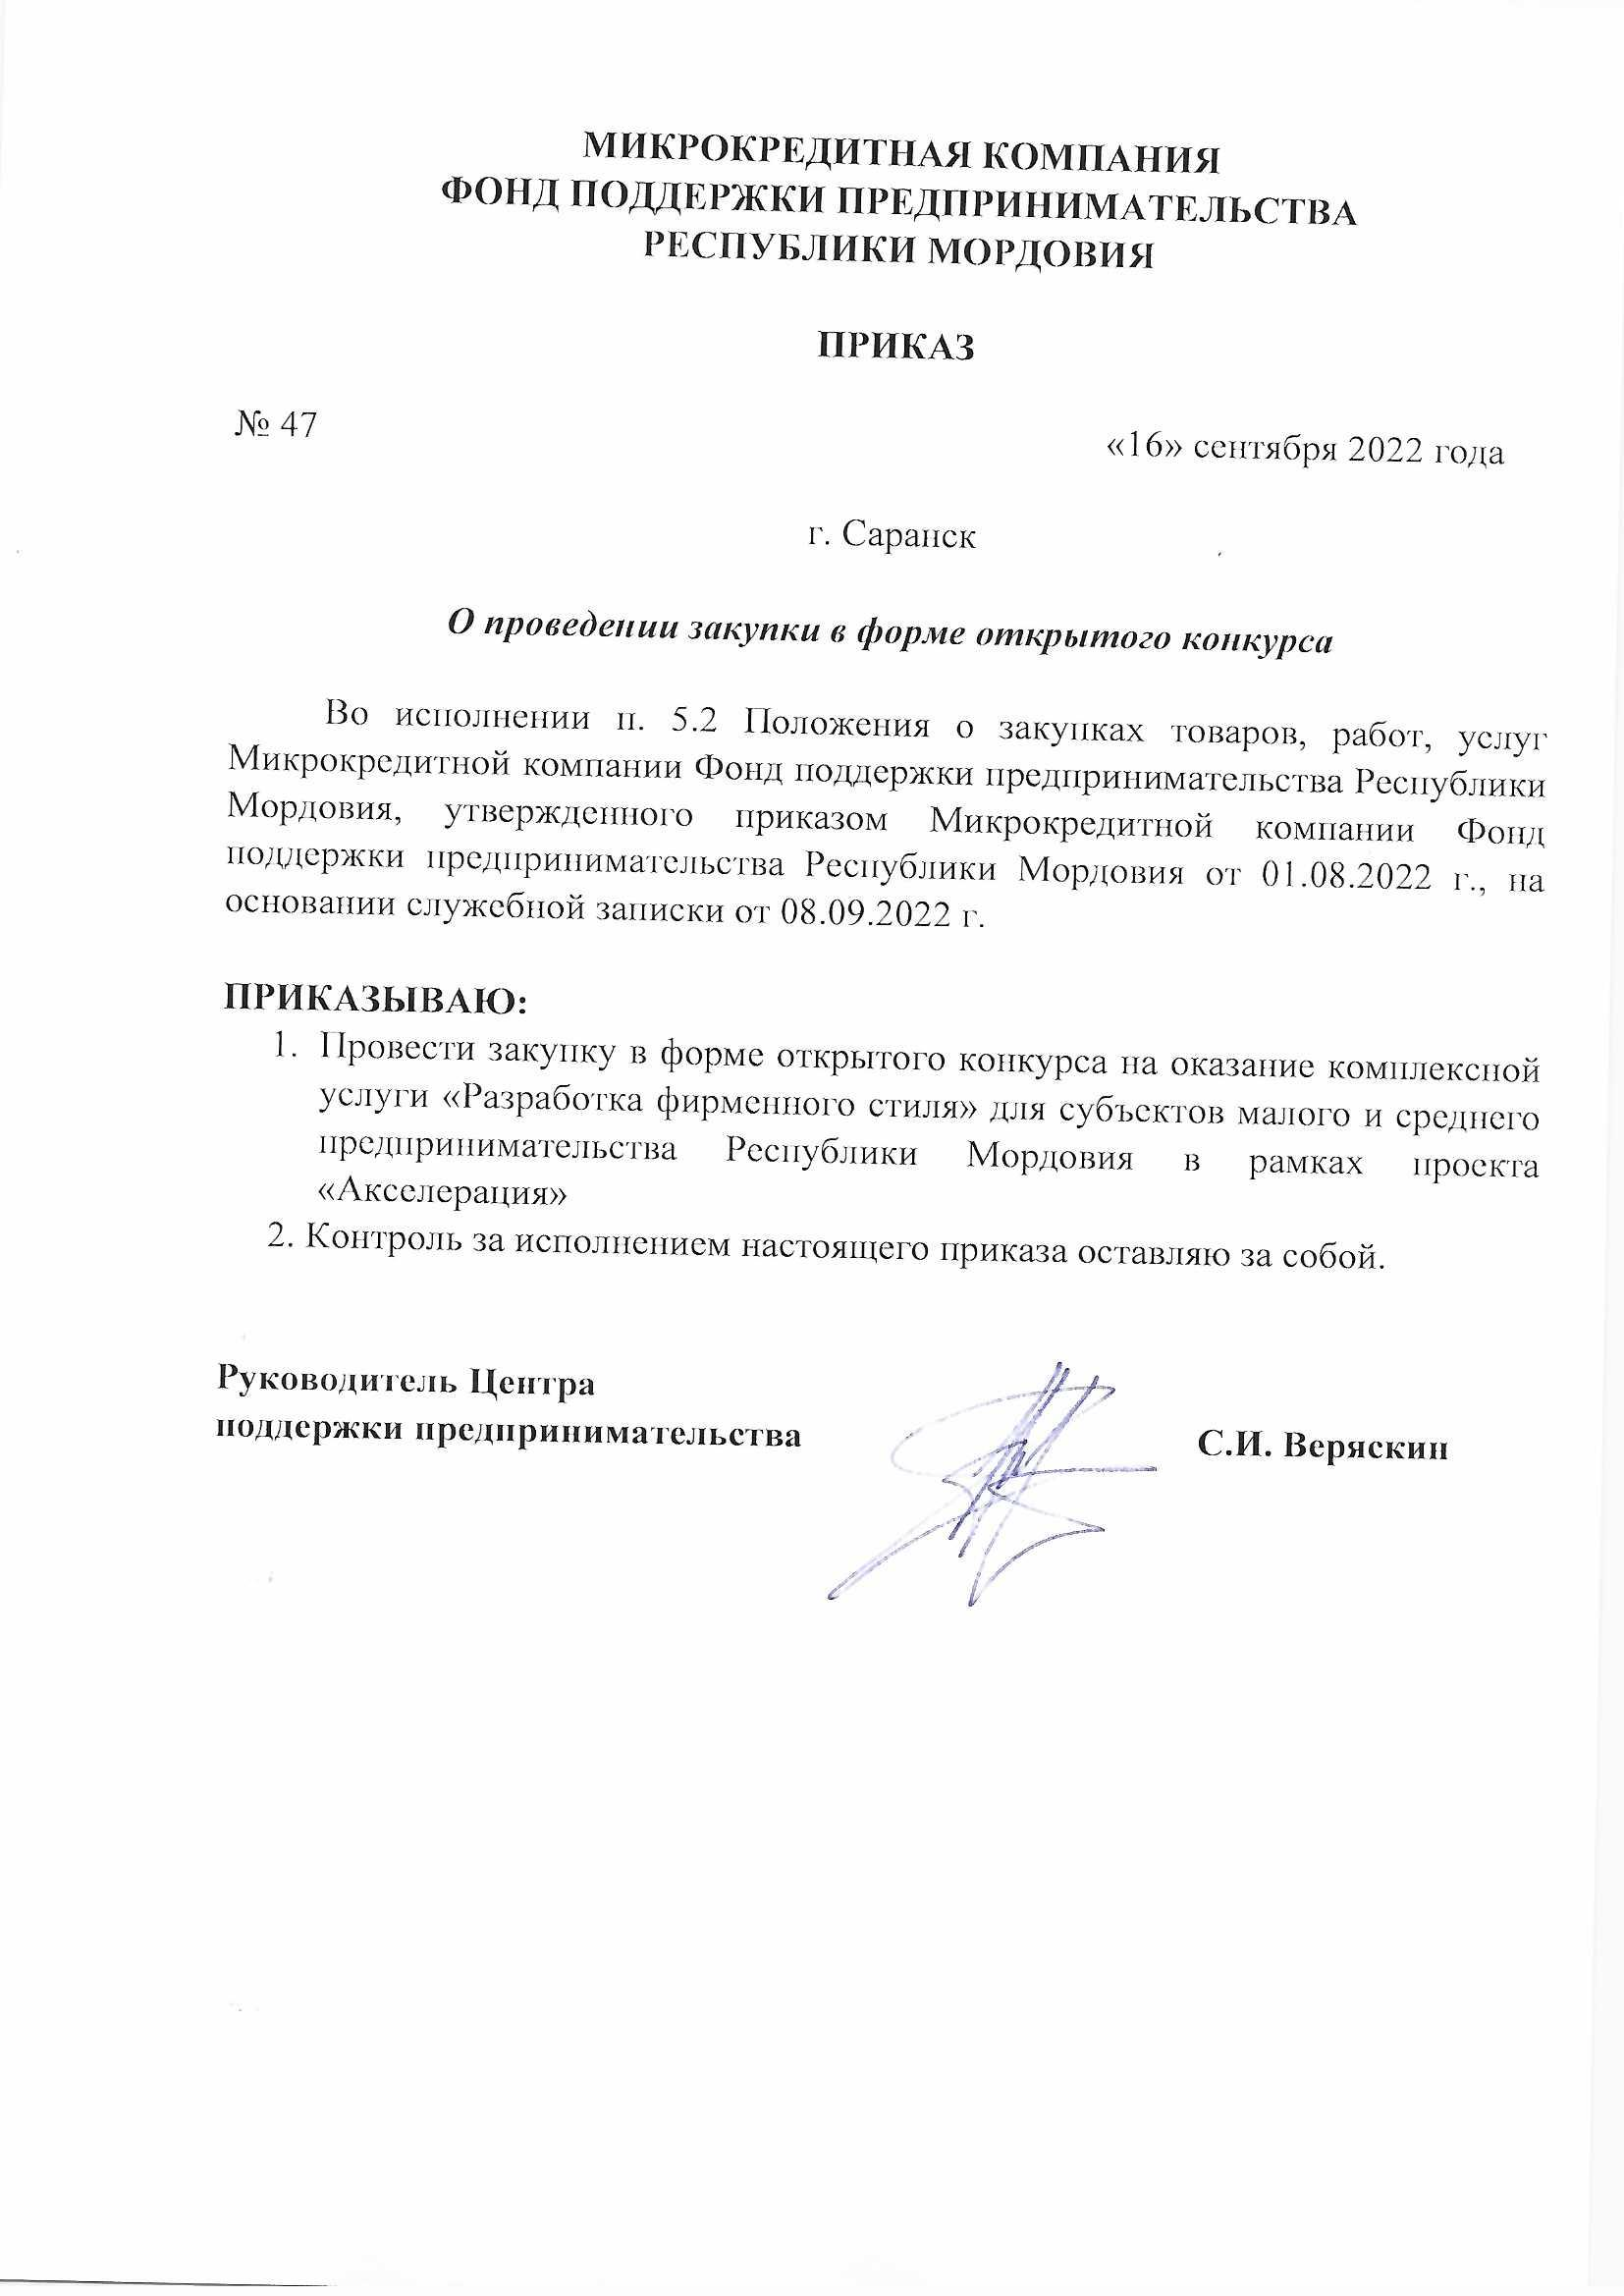 МИКРОКРЕДИТНАЯ КОМПАНИЯ
ФОНД ПОДДЕРЖКИ ПРЕДПРИНИМАТЕЛЬСТВА
РЕСПУБЛИКИ МОРДОВИЯ
ПРИКАЗ
№ 47
«16» сентября 2022 года
г. Саранск
О проведении закупки в форме открытого конкурса
Во исполнении п. 5.2 Положения о закупках товаров, работ, услуг
Микрокредитной компании Фонд поддержки предпринимательства Республики
Мордовия, утвержденного приказом Микрокредитной компании Фонд
поддержки предпринимательства Республики Мордовия от 01.08.2022 г., на
основании служебной записки от 08.09.2022 г.
ПРИКАЗЫВАЮ:
1. Провести закупку в форме открытого конкурса на оказание комплексной
услуги «Разработка фирменного стиля» для субъектов малого и среднего
предпринимательства Республики Мордовия в рамках проекта
«Акселерация»
2. Контроль за исполнением настоящего приказа оставляю за собой.
Руководитель Центра
поддержки предпринимательства
С.И. Веряскин